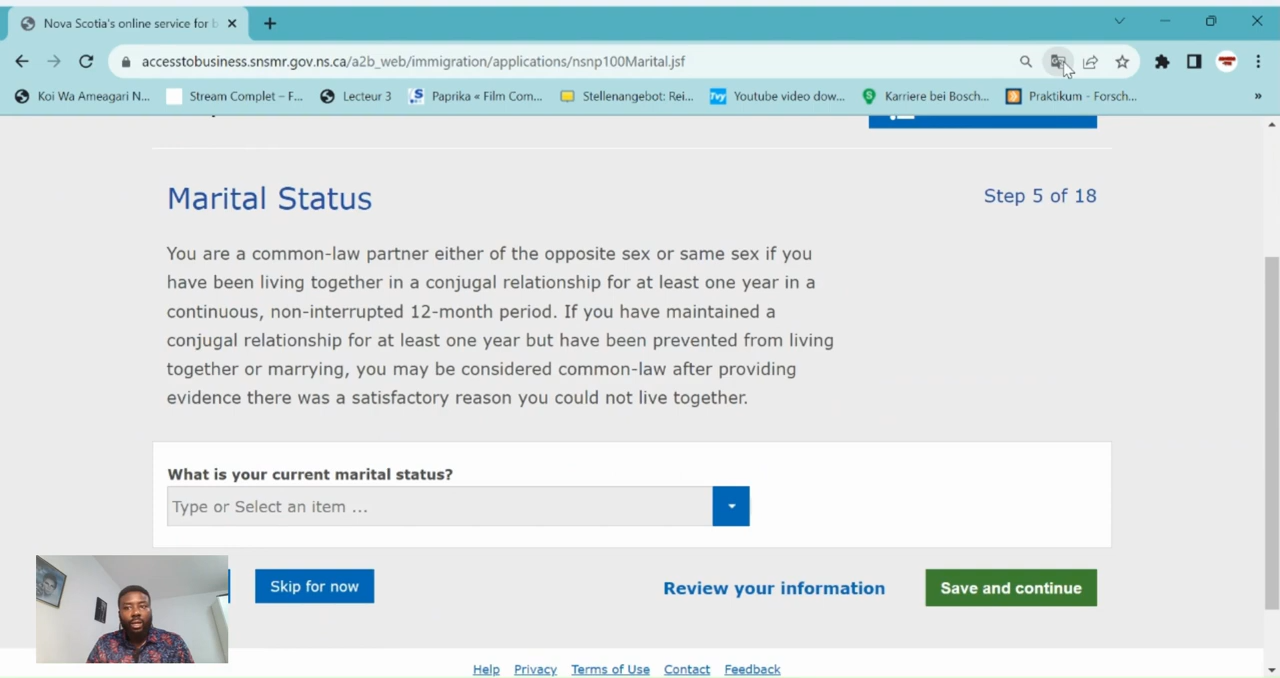 Nova Scotia's online service for b
accesstobusiness.snsmr.gov.ns.ca/a2b_web/immigration/applications/nsnp100Marital.jsf
Koi Wa Ameagari N... Stream Complet – F... Lecteur 3 Paprika « Film Com... Stellenangebot: Rei... Youtube video dow... Karriere bei Bosch... Praktikum - Forsch... »
Marital Status
Step 5 of 18
You are a common-law partner either of the opposite sex or same sex if you
have been living together in a conjugal relationship for at least one year in a
continuous, non-interrupted 12-month period. If you have maintained a
conjugal relationship for at least one year but have been prevented from living
together or marrying, you may be considered common-law after providing
evidence there was a satisfactory reason you could not live together.
What is your current marital status?
Type or Select an item ...
Skip for now Review your information Save and continue
Help Privacy Terms of Use Contact Feedback